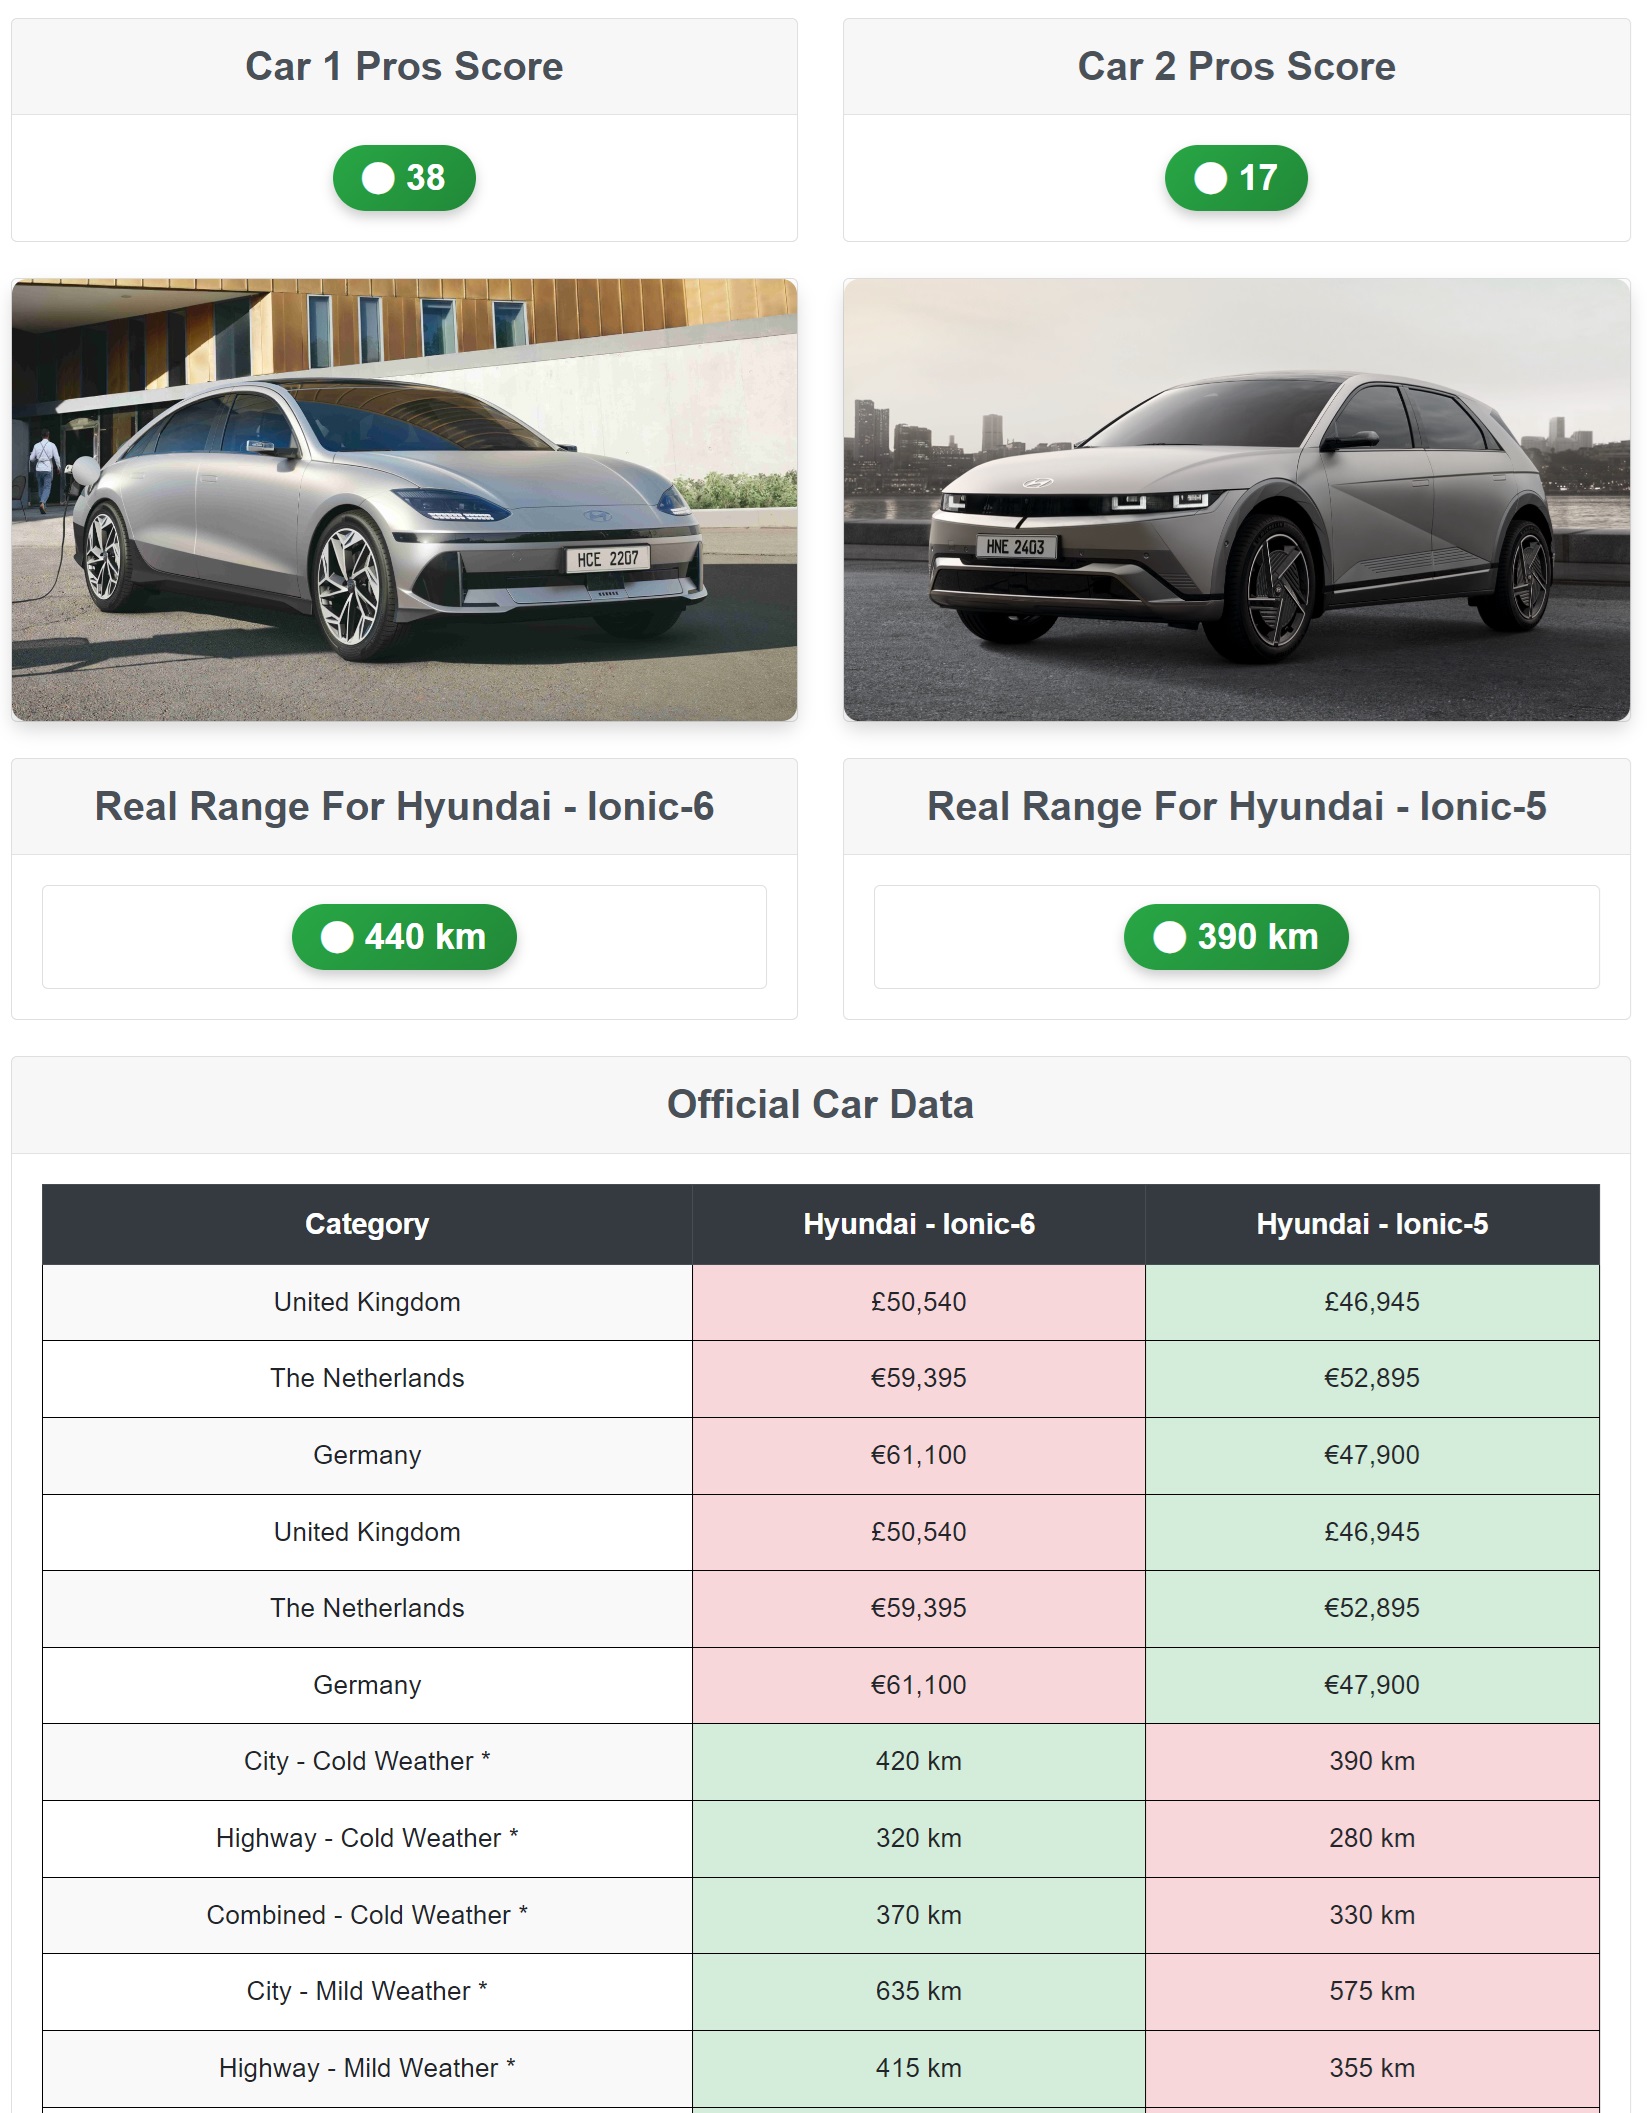 Car 1 Pros Score
Car 2 Pros Score
38
17
HCE 2207
HNE 2403
Real Range For Hyundai - Ionic-6
Real Range For Hyundai - Ionic-5
440 km
390 km
Official Car Data
Category Hyundai - Ionic-6 Hyundai - Ionic-5
United Kingdom £50,540 £46,945
The Netherlands €59,395 €52,895
Germany €61,100 €47,900
United Kingdom £50,540 £46,945
The Netherlands €59,395 €52,895
Germany €61,100 €47,900
City - Cold Weather * 420 km 390 km
Highway - Cold Weather * 320 km 280 km
Combined - Cold Weather * 370 km 330 km
City - Mild Weather * 635 km 575 km
Highway - Mild Weather * 415 km 355 km